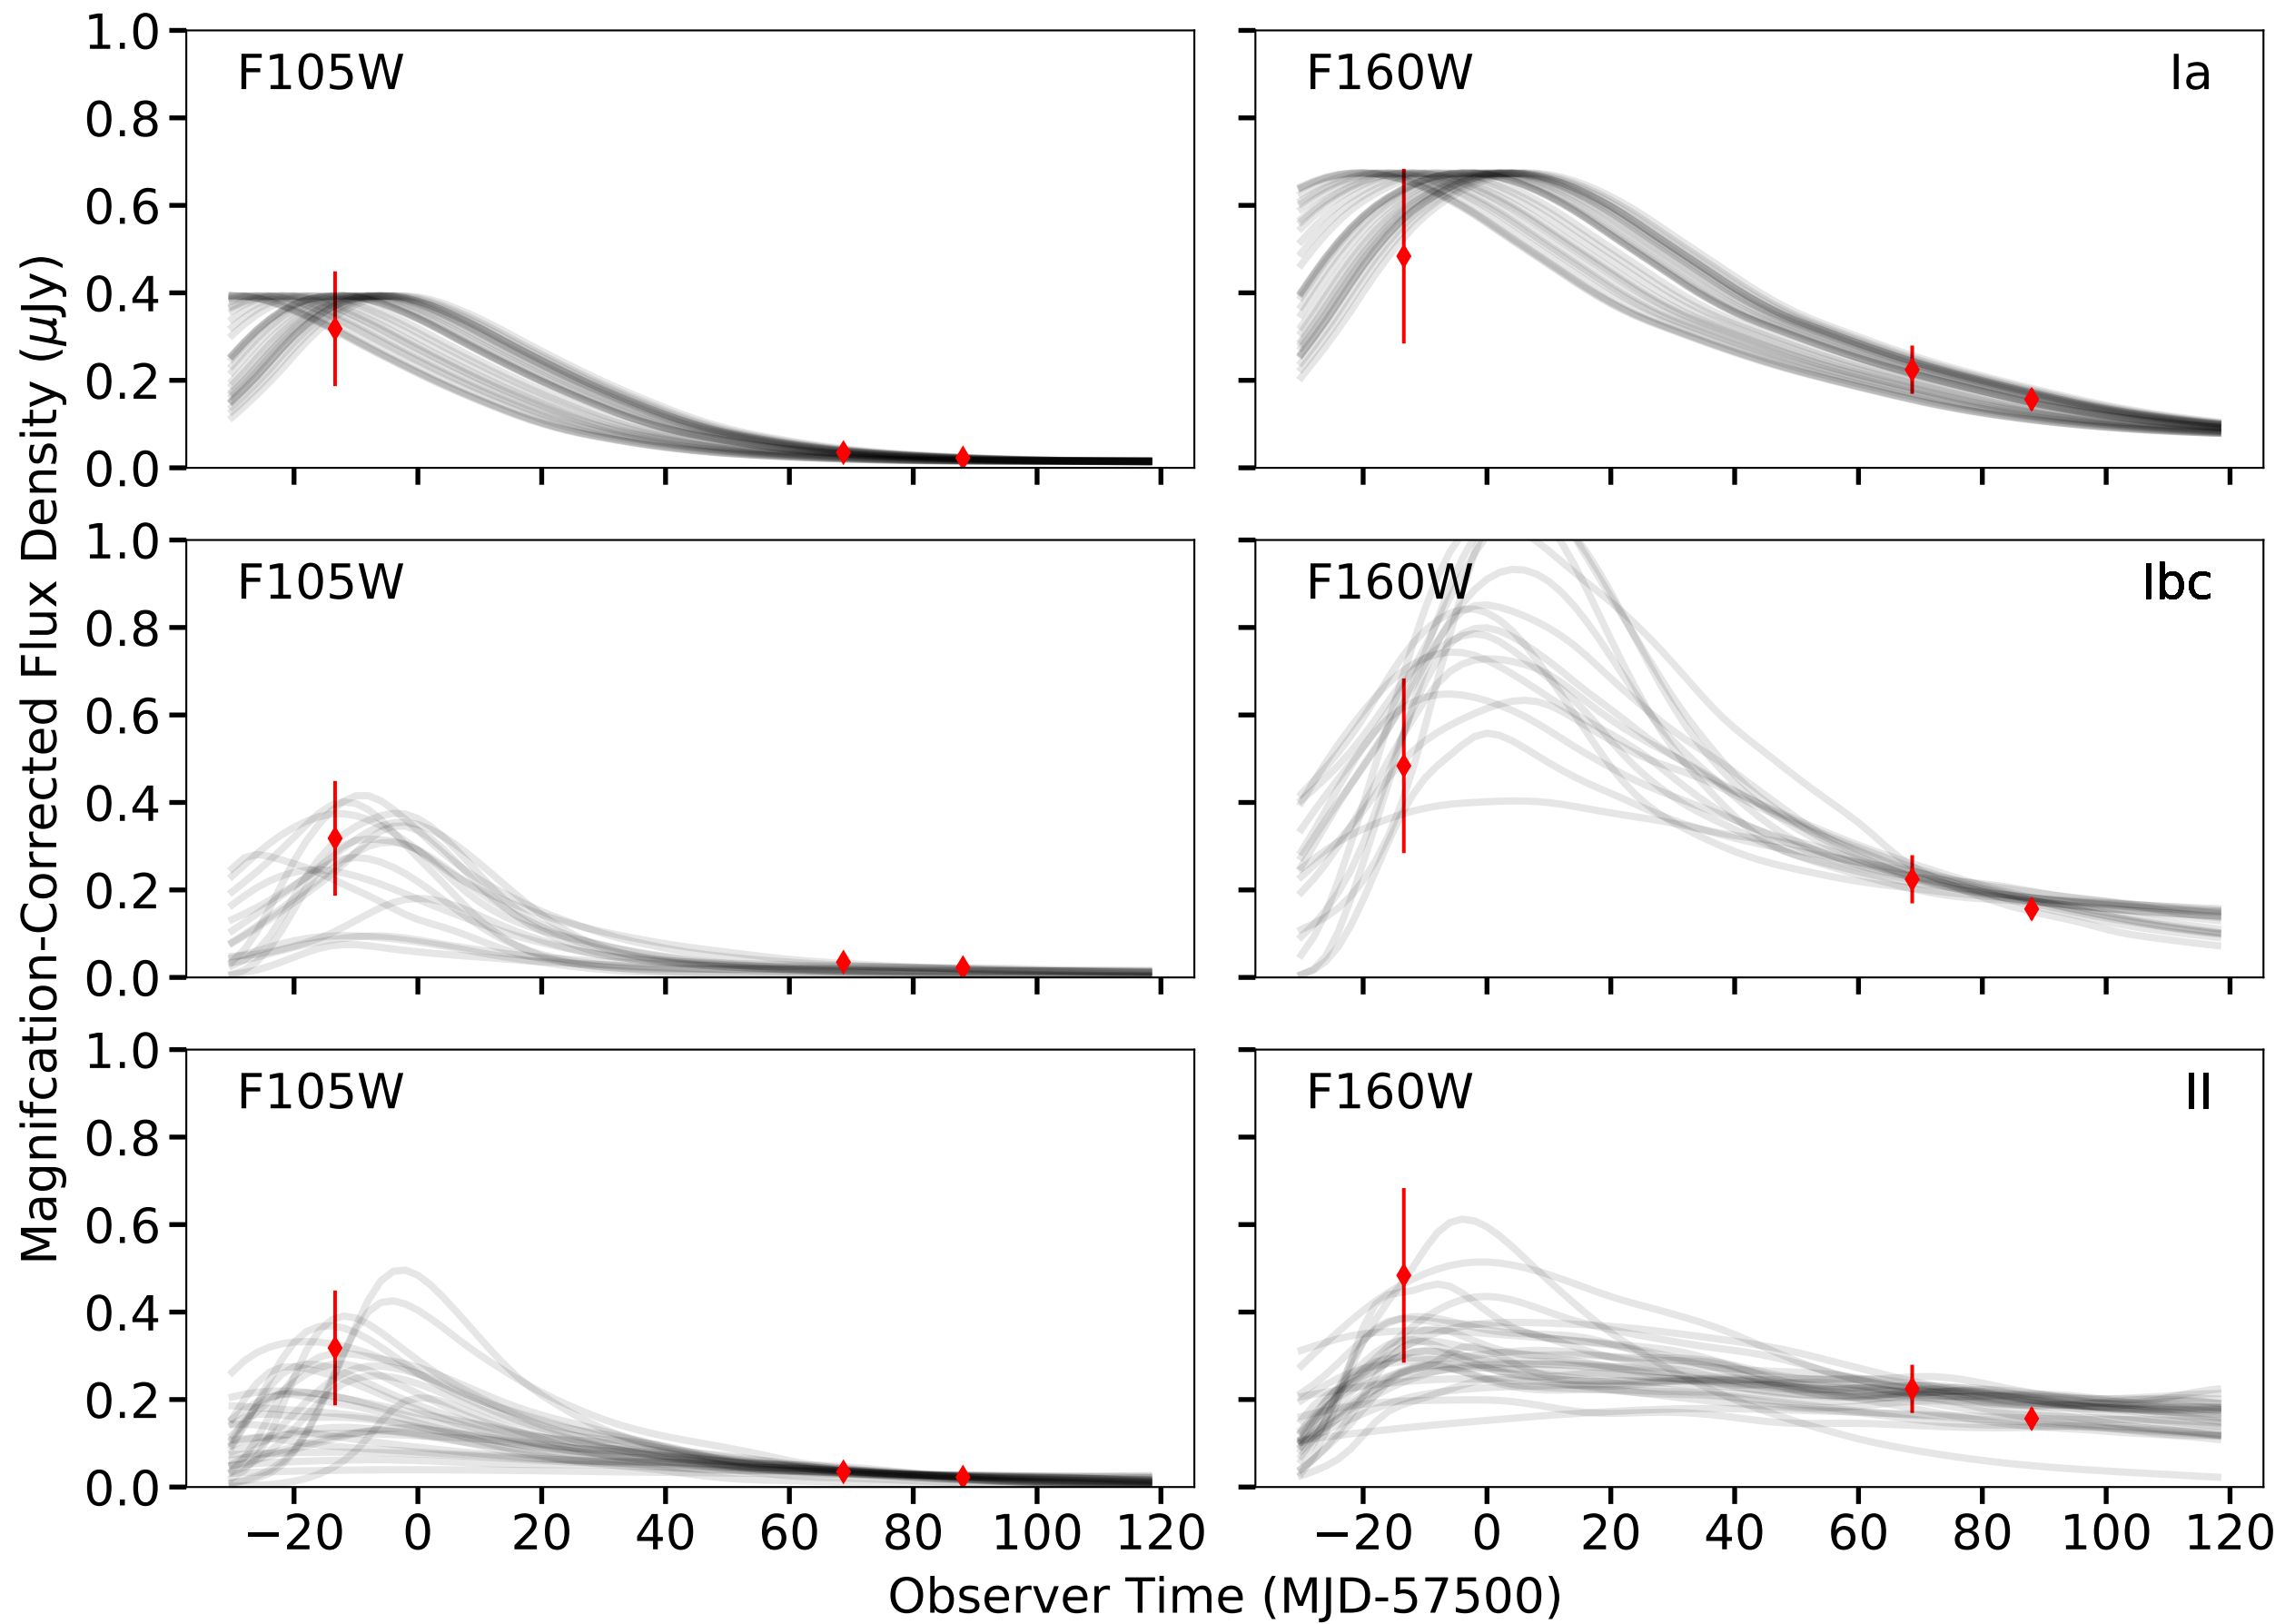 Magnifcation-Corrected Flux Density (μJy)
F105W
1.0
0.8
0.6
0.4
0.2
0.0
F160W
Ia
F105W
1.0
0.8
0.6
0.4
0.2
0.0
F160W
Ibc
F105W
1.0
0.8
0.6
0.4
0.2
0.0
F160W
II
−20 0 20 40 60 80 100 120
−20 0 20 40 60 80 100 120
Observer Time (MJD-57500)